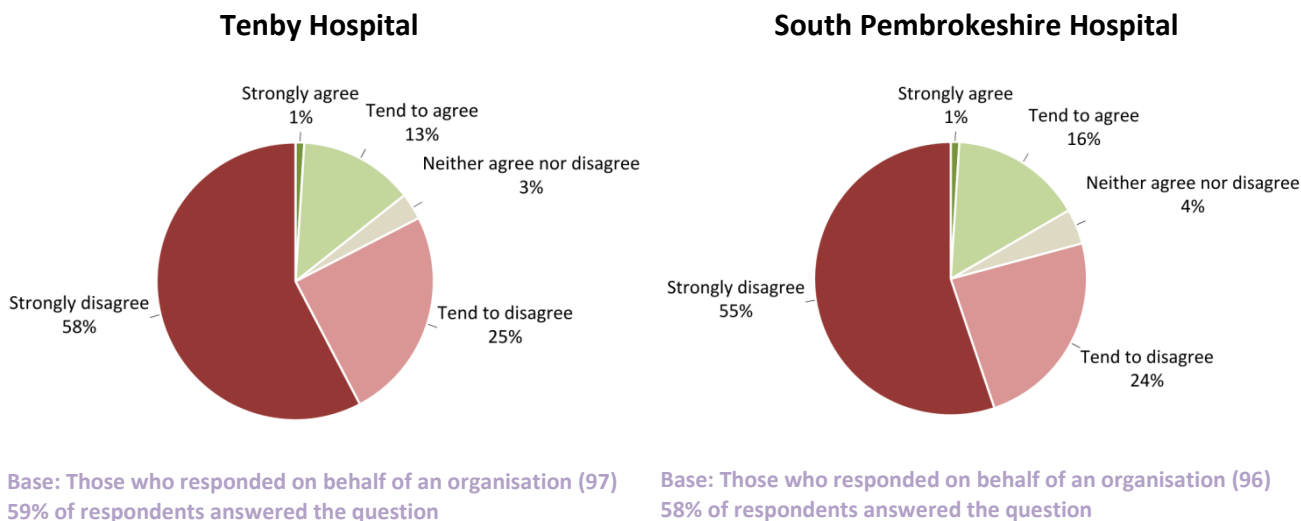 Tenby Hospital
Strongly agree
1%
Tend to agree
13%
Neither agree nor disagree
3%
Tend to disagree
25%
Strongly disagree
58%
Base: Those who responded on behalf of an organisation (97)
59% of respondents answered the question
South Pembrokeshire Hospital
Strongly agree
1%
Tend to agree
16%
Neither agree nor disagree
4%
Tend to disagree
24%
Strongly disagree
55%
Base: Those who responded on behalf of an organisation (96)
58% of respondents answered the question